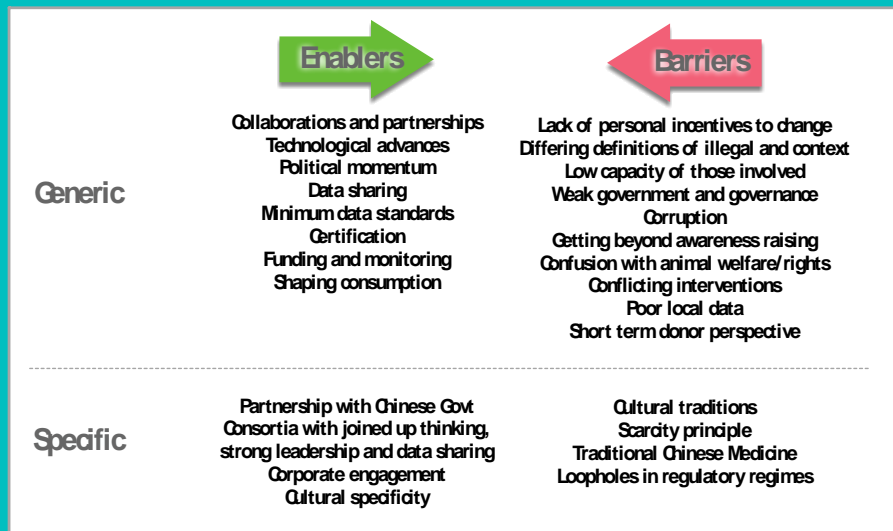 Enablers
Barriers
Generic
Collaborations and partnerships
Technological advances
Political momentum
Data sharing
Minimum data standards
Certification
Funding and monitoring
Shaping consumption
Lack of personal incentives to change
Differing definitions of illegal and context
Low capacity of those involved
Weak government and governance
Corruption
Getting beyond awareness raising
Confusion with animal welfare/rights
Conflicting interventions
Poor local data
Short term donor perspective
Specific
Partnership with Chinese Govt
Consortia with joined up thinking,
strong leadership and data sharing
Corporate engagement
Cultural specificity
Cultural traditions
Scarcity principle
Traditional Chinese Medicine
Loopholes in regulatory regimes